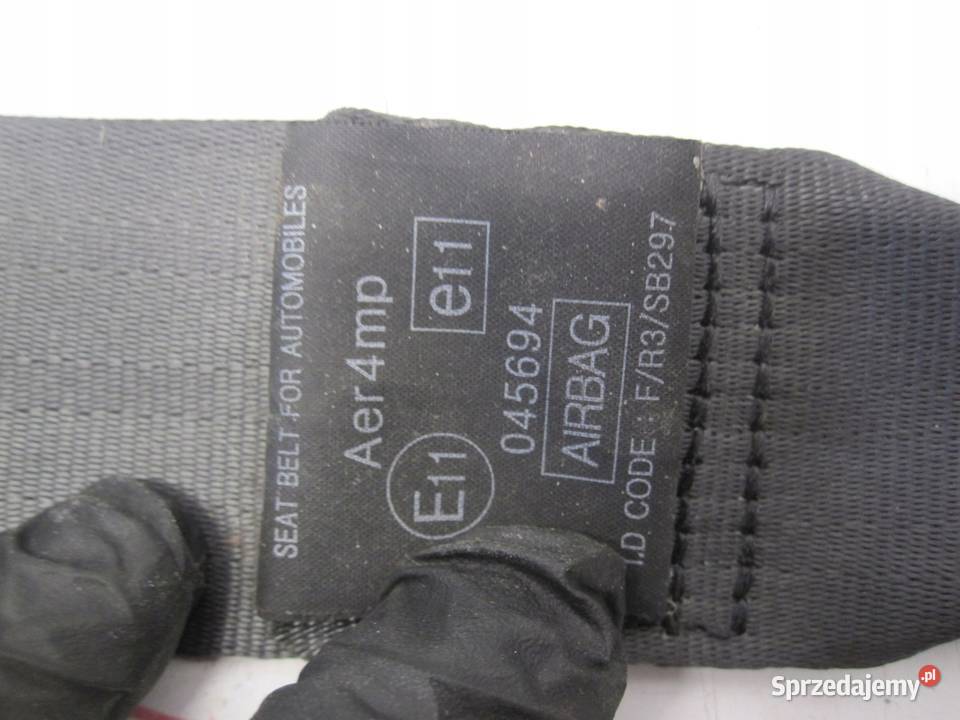 SEAT BELT FOR AUTOMOBILES
Aer4mp
E11 e11
045694
AIRBAG
I.D CODE : F/R3/SB297
Sprzedajemy.pl